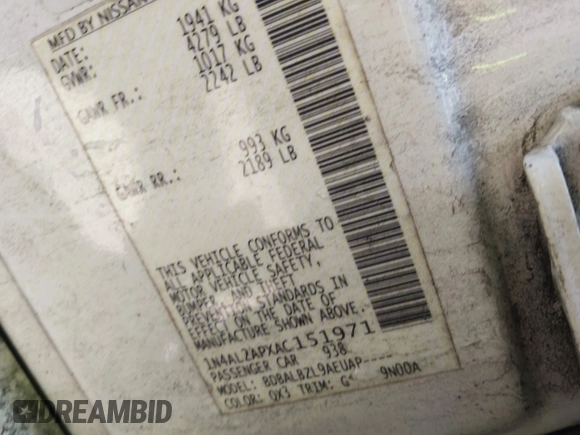 MFD BY NISSAN
DATE:
GVWR: 1941 KG
4279 LB
GAWR FR.: 1017 KG
2242 LB
GAWR RR.: 993 KG
2189 LB
THIS VEHICLE CONFORMS TO
ALL APPLICABLE FEDERAL
MOTOR VEHICLE SAFETY,
BUMPER, AND THEFT
PREVENTION STANDARDS IN
EFFECT ON THE DATE OF
MANUFACTURE SHOWN ABOVE.
1N4AL2APXAC151971
PASSENGER CAR 938
MODEL: BDBALBZL9AEUAP-----
COLOR: QX3 TRIM: G 9N00A
DREAMBID